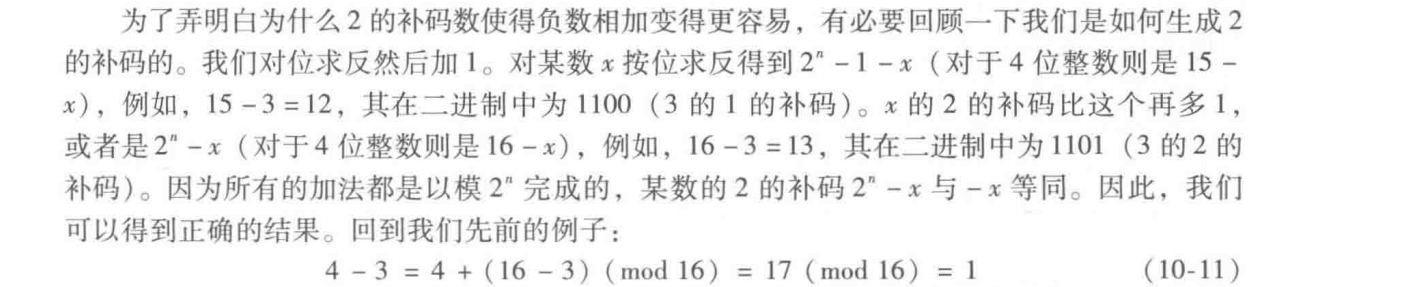 为了弄明白为什么 2 的补码数使得负数相加变得更容易，有必要回顾一下我们是如何生成 2
的补码的。我们对位求反然后加 1。对某数 x 按位求反得到 2ⁿ − 1 − x（对于 4 位整数则是 15 −
x），例如，15 − 3 = 12，其在二进制中为 1100（3 的 1 的补码）。x 的 2 的补码比这个再多 1，
或者是 2ⁿ − x（对于 4 位整数则是 16 − x），例如，16 − 3 = 13，其在二进制中为 1101（3 的 2 的
补码）。因为所有的加法都是以模 2ⁿ 完成的，某数的 2 的补码 2ⁿ − x 与 − x 等同。因此，我们
可以得到正确的结果。回到我们先前的例子：
4 − 3 = 4 + (16 − 3) (mod 16) = 17 (mod 16) = 1 (10-11)